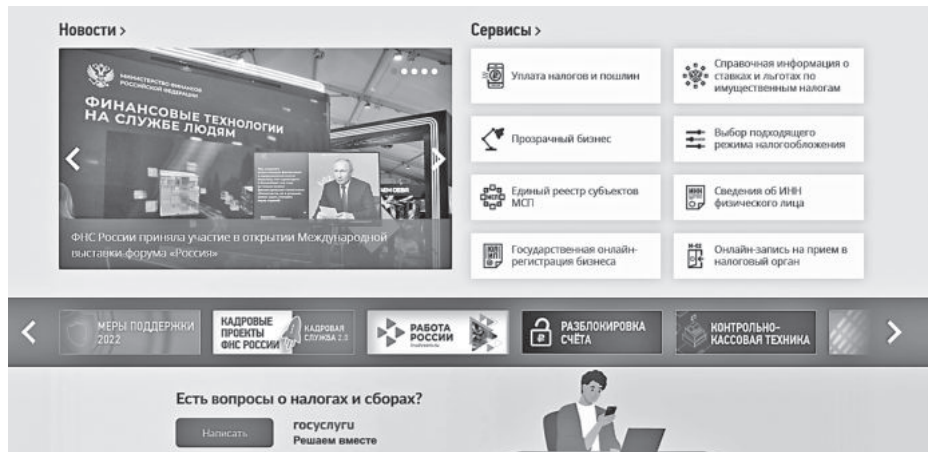 Новости >
Сервисы >
МИНИСТЕРСТВО ФИНАНСОВ
РОССИЙСКОЙ ФЕДЕРАЦИИ
ФИНАНСОВЫЕ ТЕХНОЛОГИИ
НА СЛУЖБЕ ЛЮДЯМ
ФНС России приняла участие в открытии Международной
выставки-форума «Россия»
Уплата налогов и пошлин
Справочная информация о
ставках и льготах по
имущественным налогам
Прозрачный бизнес
Выбор подходящего
режима налогообложения
МСП
Единый реестр субъектов
МСП
ИНН
Сведения об ИНН
физического лица
ЮЛ
ИП
Государственная онлайн-
регистрация бизнеса
Онлайн-запись на прием в
налоговый орган
МЕРЫ ПОДДЕРЖКИ
2022
КАДРОВЫЕ
ПРОЕКТЫ
ФНС РОССИИ
КАДРОВАЯ
СЛУЖБА 2.0
РАБОТА
РОССИИ
РАЗБЛОКИРОВКА
СЧЁТА
КОНТРОЛЬНО-
КАССОВАЯ ТЕХНИКА
Есть вопросы о налогах и сборах?
Написать
госуслуги
Решаем вместе